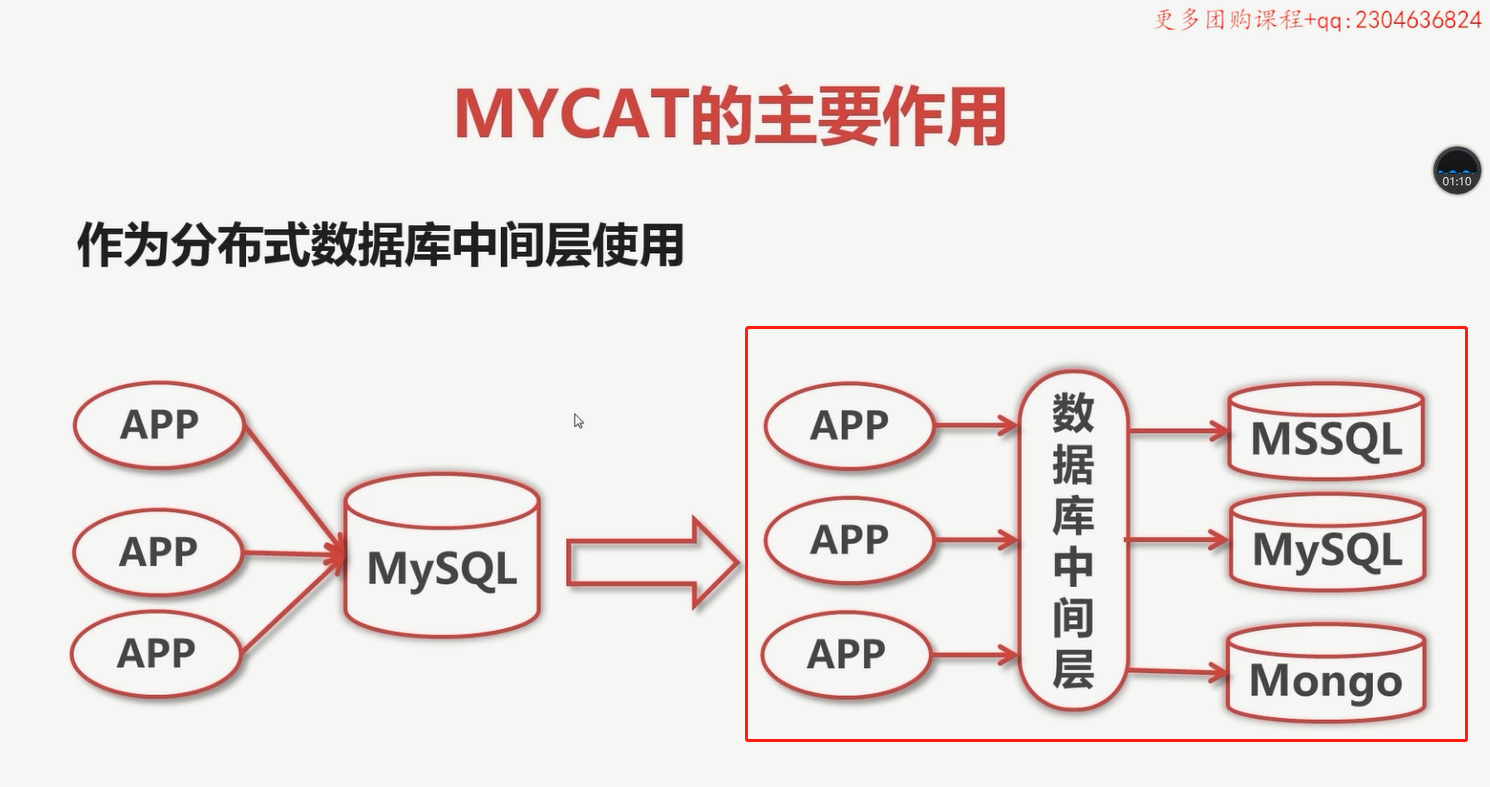 更多团购课程+qq:2304636824
MYCAT的主要作用
01:10
作为分布式数据库中间层使用
APP
APP
APP
MySQL
APP
APP
APP
数
据
库
中
间
层
MSSQL
MySQL
Mongo